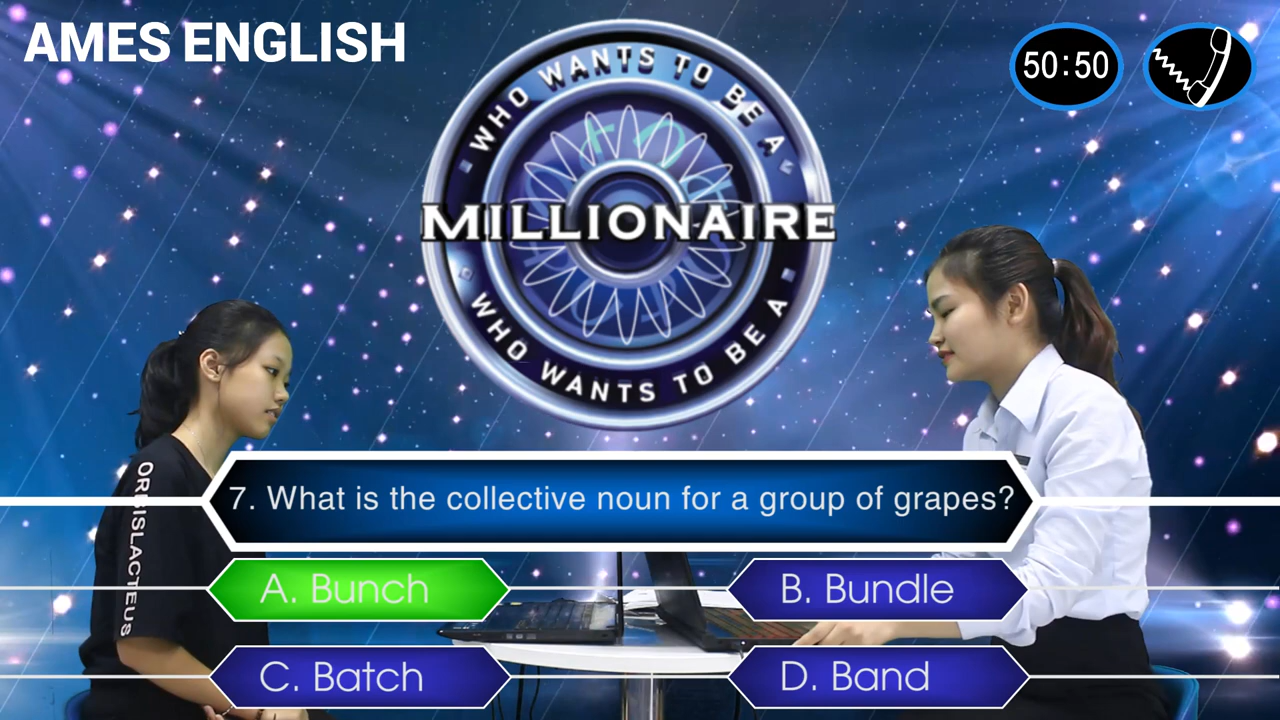 AMES ENGLISH
50:50
WHO WANTS TO BE A
MILLIONAIRE
WHO WANTS TO BE A
ORBISLACTEUS
7. What is the collective noun for a group of grapes?
A. Bunch
B. Bundle
C. Batch
D. Band